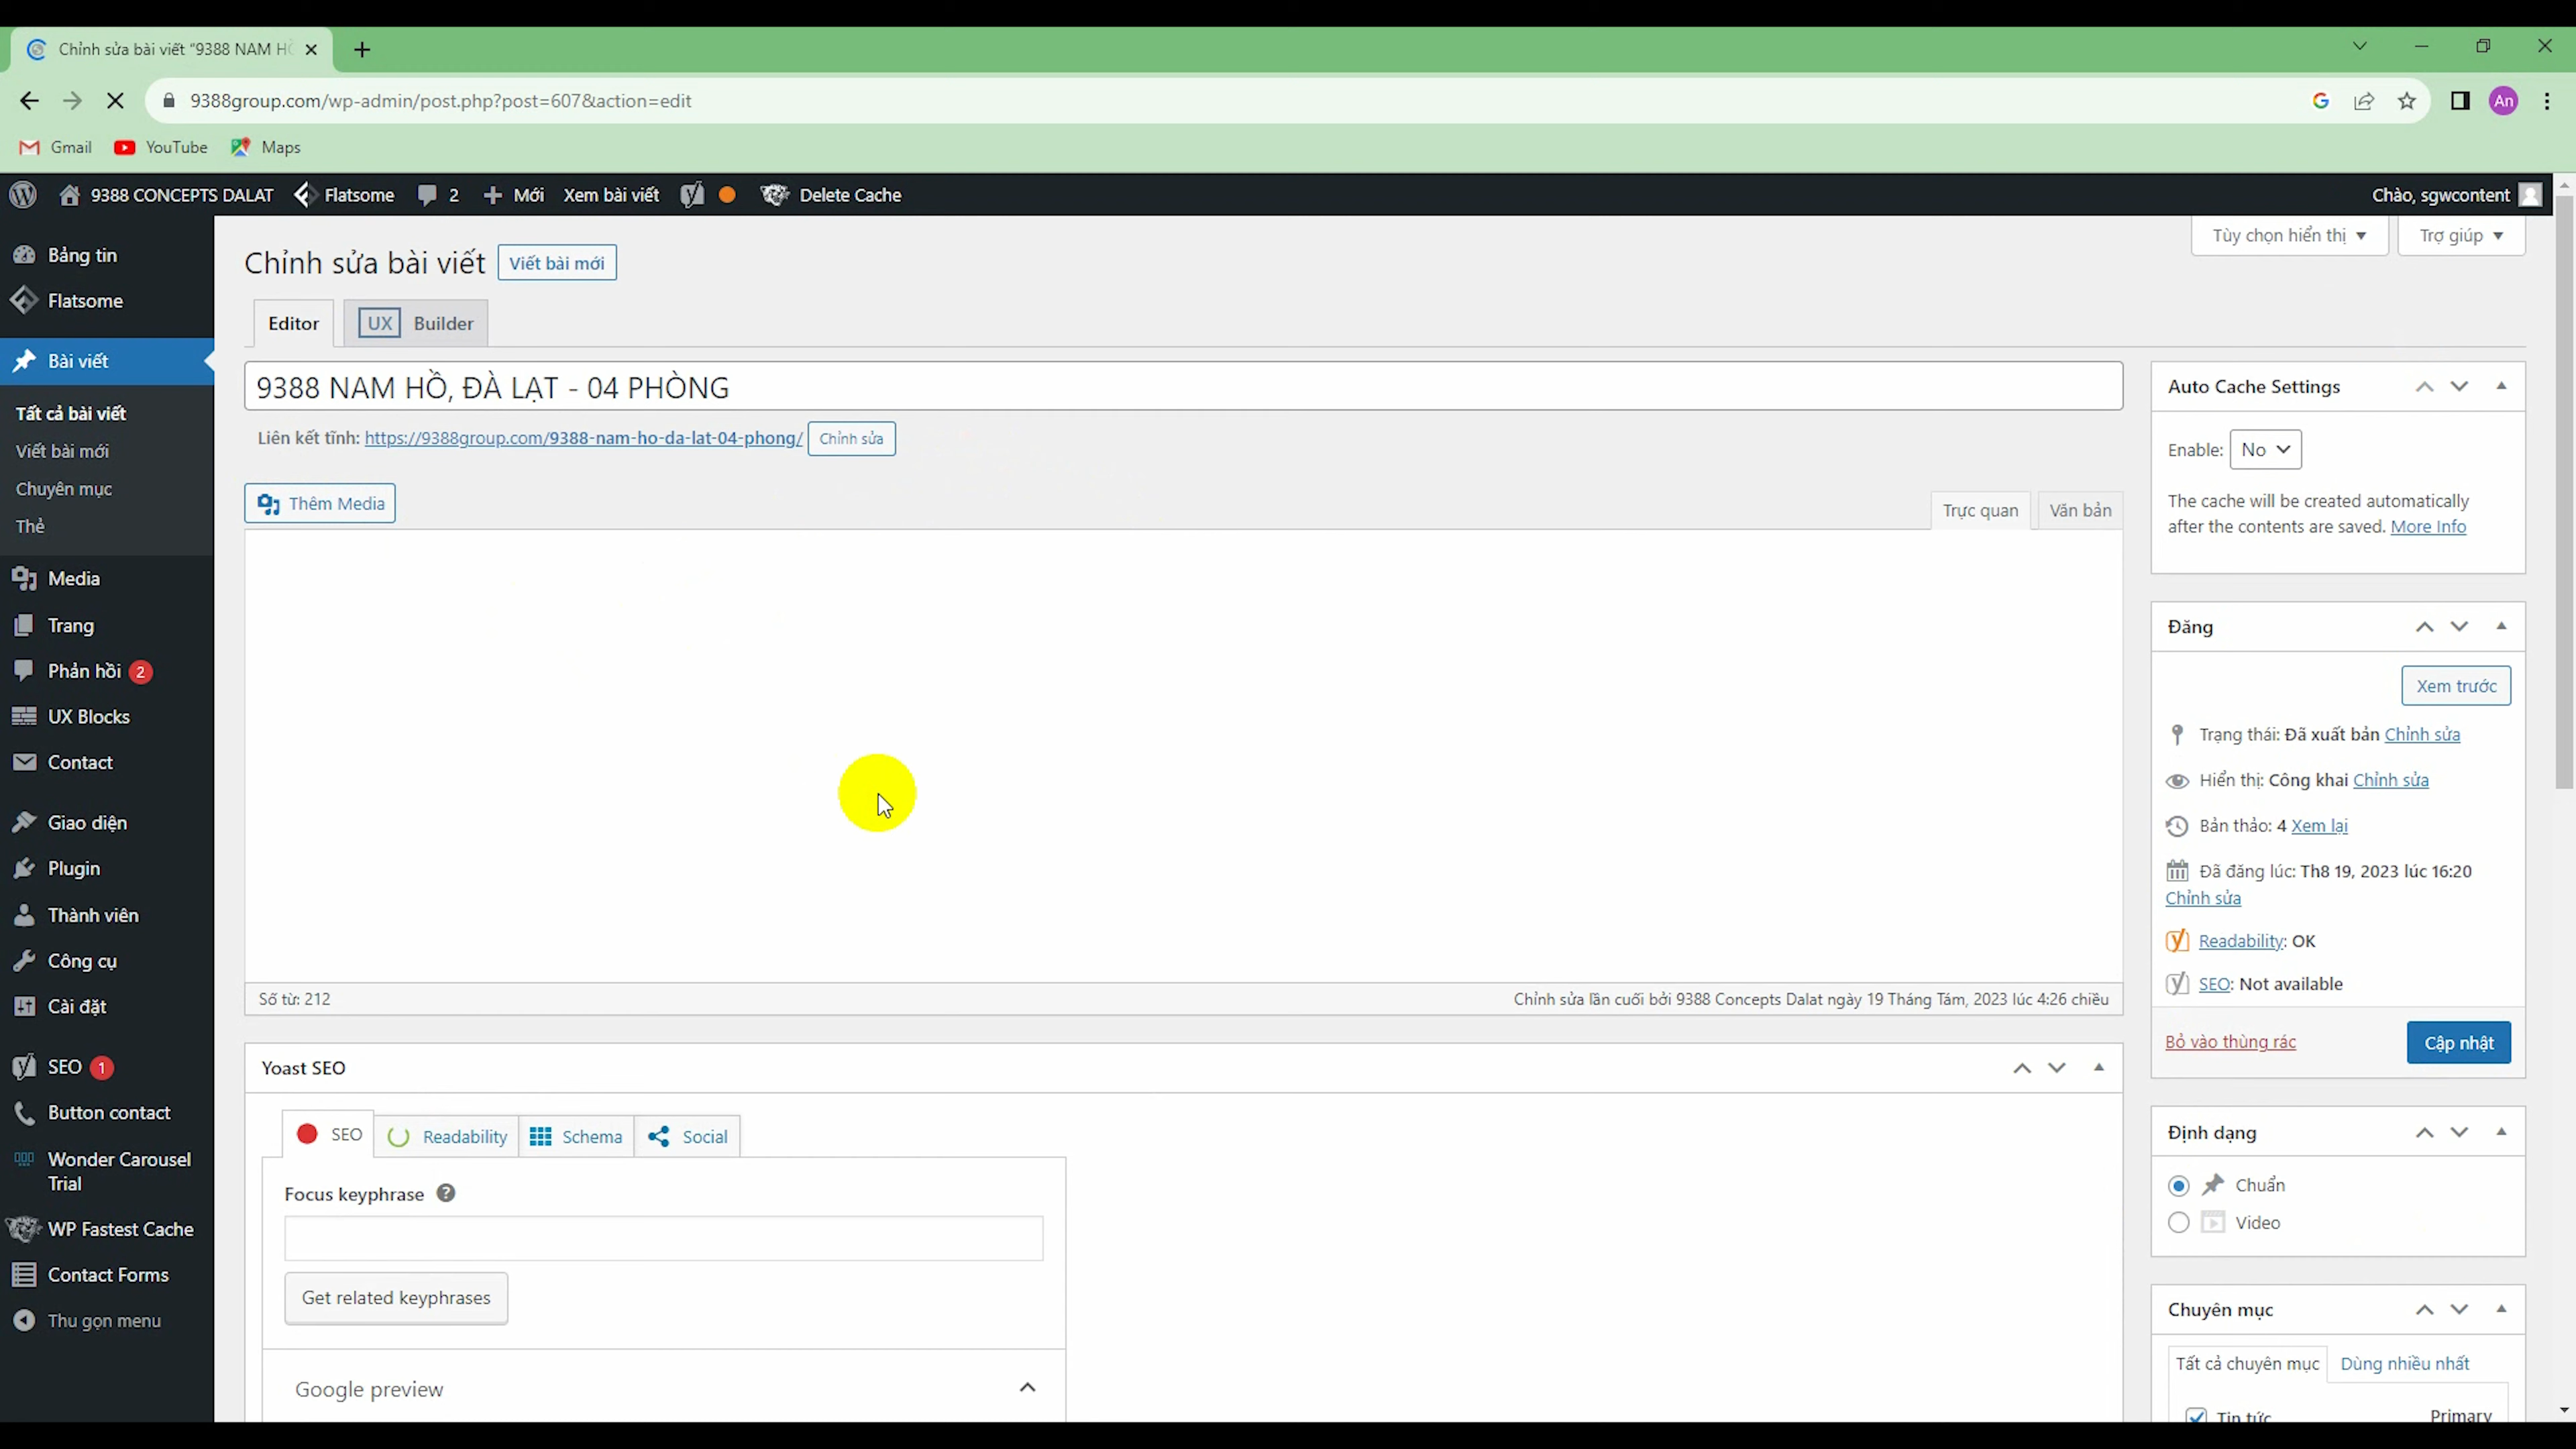 Chỉnh sửa bài viết "9388 NAM HỒ
9388group.com/wp-admin/post.php?post=607&action=edit
An
Gmail YouTube Maps
9388 CONCEPTS DALAT Flatsome 2 Mới Xem bài viết Delete Cache Chào, sgwcontent
Tùy chọn hiển thị Trợ giúp
Bảng tin
Flatsome
Bài viết
Tất cả bài viết
Viết bài mới
Chuyên mục
Thẻ
Media
Trang
Phản hồi 2
UX Blocks
Contact
Giao diện
Plugin
Thành viên
Công cụ
Cài đặt
SEO 1
Button contact
Wonder Carousel
Trial
WP Fastest Cache
Contact Forms
Thu gọn menu
Chỉnh sửa bài viết Viết bài mới
Editor UX Builder
9388 NAM HỒ, ĐÀ LẠT - 04 PHÒNG
Liên kết tĩnh: https://9388group.com/9388-nam-ho-da-lat-04-phong/ Chỉnh sửa
Thêm Media Trực quan Văn bản
Số từ: 212 Chỉnh sửa lần cuối bởi 9388 Concepts Dalat ngày 19 Tháng Tám, 2023 lúc 4:26 chiều
Yoast SEO
SEO Readability Schema Social
Focus keyphrase ?
Get related keyphrases
Google preview
Auto Cache Settings
Enable: No
The cache will be created automatically
after the contents are saved. More Info
Đăng
Xem trước
Trạng thái: Đã xuất bản Chỉnh sửa
Hiển thị: Công khai Chỉnh sửa
Bản thảo: 4 Xem lại
Đã đăng lúc: Th8 19, 2023 lúc 16:20
Chỉnh sửa
Readability: OK
SEO: Not available
Bỏ vào thùng rác Cập nhật
Định dạng
Chuẩn
Video
Chuyên mục
Tất cả chuyên mục Dùng nhiều nhất
Tin tức Primary